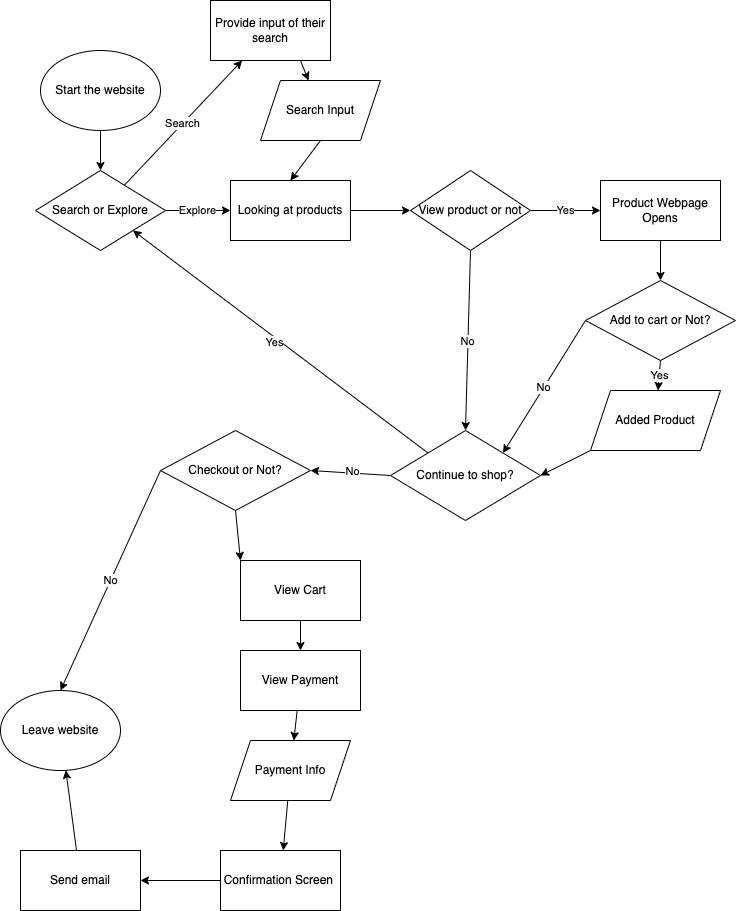 Provide input of their
search
Start the website
Search Input
Search
Search or Explore
Explore
Looking at products
View product or not
Yes
Product Webpage
Opens
Add to cart or Not?
No
Yes
Yes
No
Added Product
Checkout or Not?
No
Continue to shop?
No
View Cart
View Payment
Leave website
Payment Info
Send email
Confirmation Screen